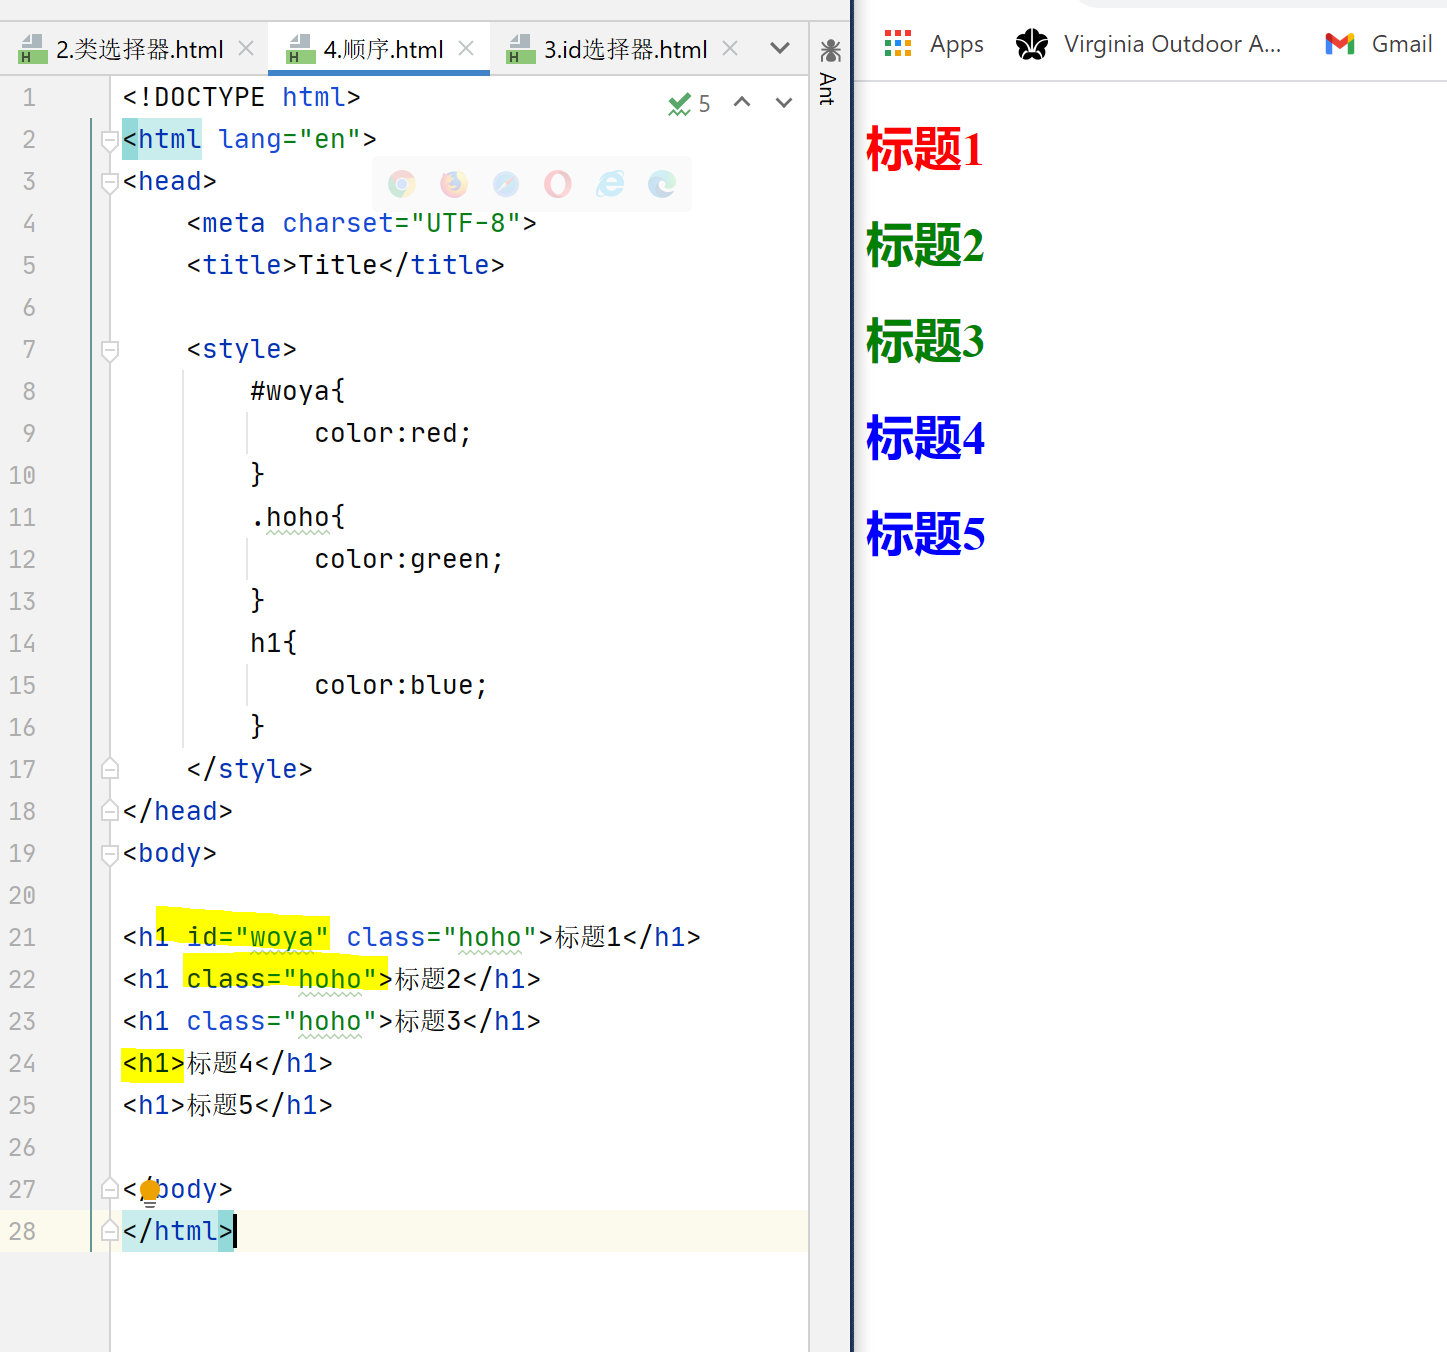 2.类选择器.html
4.顺序.html
3.id选择器.html
Ant
5
1 <!DOCTYPE html>
2 <html lang="en">
3 <head>
4 <meta charset="UTF-8">
5 <title>Title</title>
6
7 <style>
8 #woya{
9 color:red;
10 }
11 .hoho{
12 color:green;
13 }
14 h1{
15 color:blue;
16 }
17 </style>
18 </head>
19 <body>
20
21 <h1 id="woya" class="hoho">标题1</h1>
22 <h1 class="hoho">标题2</h1>
23 <h1 class="hoho">标题3</h1>
24 <h1>标题4</h1>
25 <h1>标题5</h1>
26
27 </body>
28 </html>
Apps
Virginia Outdoor A...
Gmail
标题1
标题2
标题3
标题4
标题5